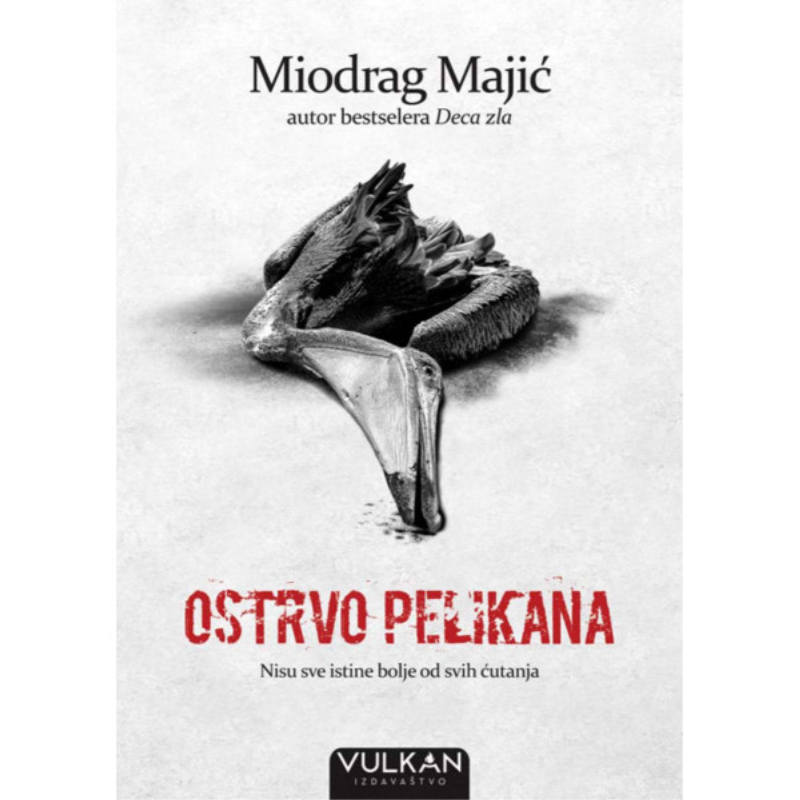 Miodrag Majić
autor bestselera Deca zla
OSTRVO PELIKANA
Nisu sve istine bolje od svih ćutanja
VULKAN
IZDAVAŠTVO